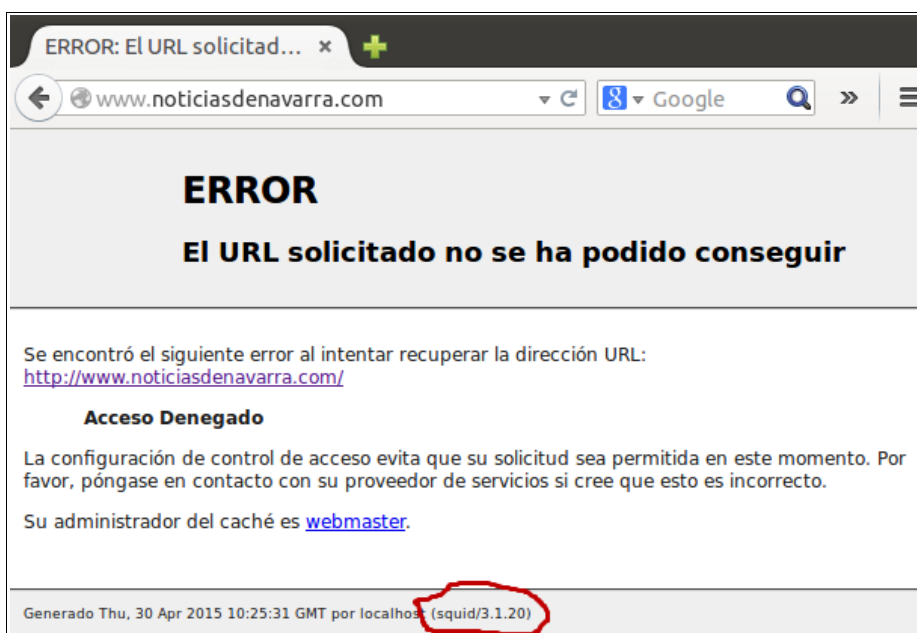 ERROR: El URL solicitad... ×
www.noticiasdenavarra.com
8 Google »
ERROR
El URL solicitado no se ha podido conseguir
Se encontró el siguiente error al intentar recuperar la dirección URL:
http://www.noticiasdenavarra.com/
Acceso Denegado
La configuración de control de acceso evita que su solicitud sea permitida en este momento. Por
favor, póngase en contacto con su proveedor de servicios si cree que esto es incorrecto.
Su administrador del caché es webmaster.
Generado Thu, 30 Apr 2015 10:25:31 GMT por localhost (squid/3.1.20)